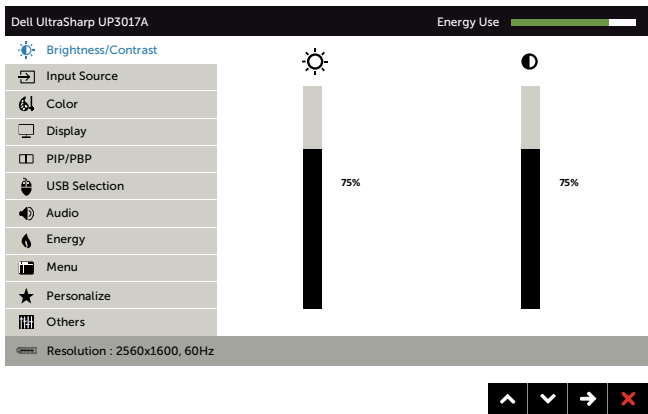 Dell UltraSharp UP3017A
Energy Use
Brightness/Contrast
Input Source
Color
Display
PIP/PBP
USB Selection
Audio
Energy
Menu
Personalize
Others
75%
75%
Resolution : 2560x1600, 60Hz